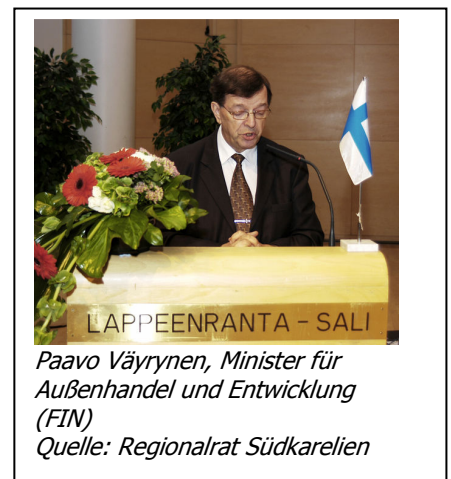 LAPPEENRANTA - SALI
Paavo Väyrynen, Minister für
Außenhandel und Entwicklung
(FIN)
Quelle: Regionalrat Südkarelien